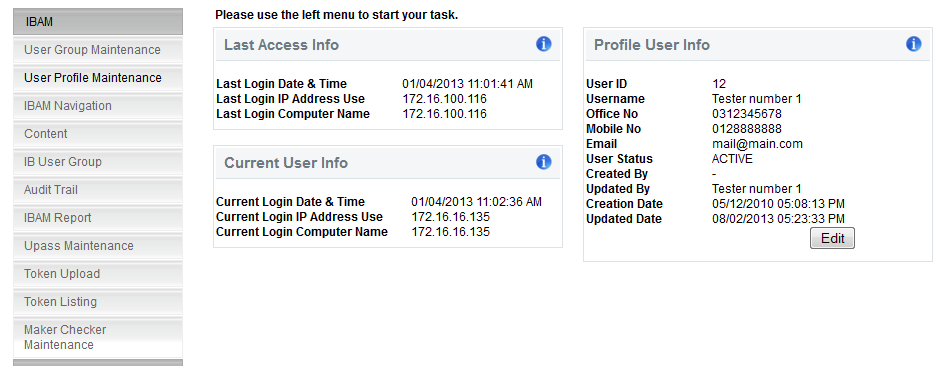 IBAM
User Group Maintenance
User Profile Maintenance
IBAM Navigation
Content
IB User Group
Audit Trail
IBAM Report
Upass Maintenance
Token Upload
Token Listing
Maker Checker
Maintenance
Please use the left menu to start your task.
Last Access Info
Last Login Date & Time 01/04/2013 11:01:41 AM
Last Login IP Address Use 172.16.100.116
Last Login Computer Name 172.16.100.116
Current User Info
Current Login Date & Time 01/04/2013 11:02:36 AM
Current Login IP Address Use 172.16.16.135
Current Login Computer Name 172.16.16.135
Profile User Info
User ID 12
Username Tester number 1
Office No 0312345678
Mobile No 0128888888
Email mail@main.com
User Status ACTIVE
Created By -
Updated By Tester number 1
Creation Date 05/12/2010 05:08:13 PM
Updated Date 08/02/2013 05:23:33 PM
Edit